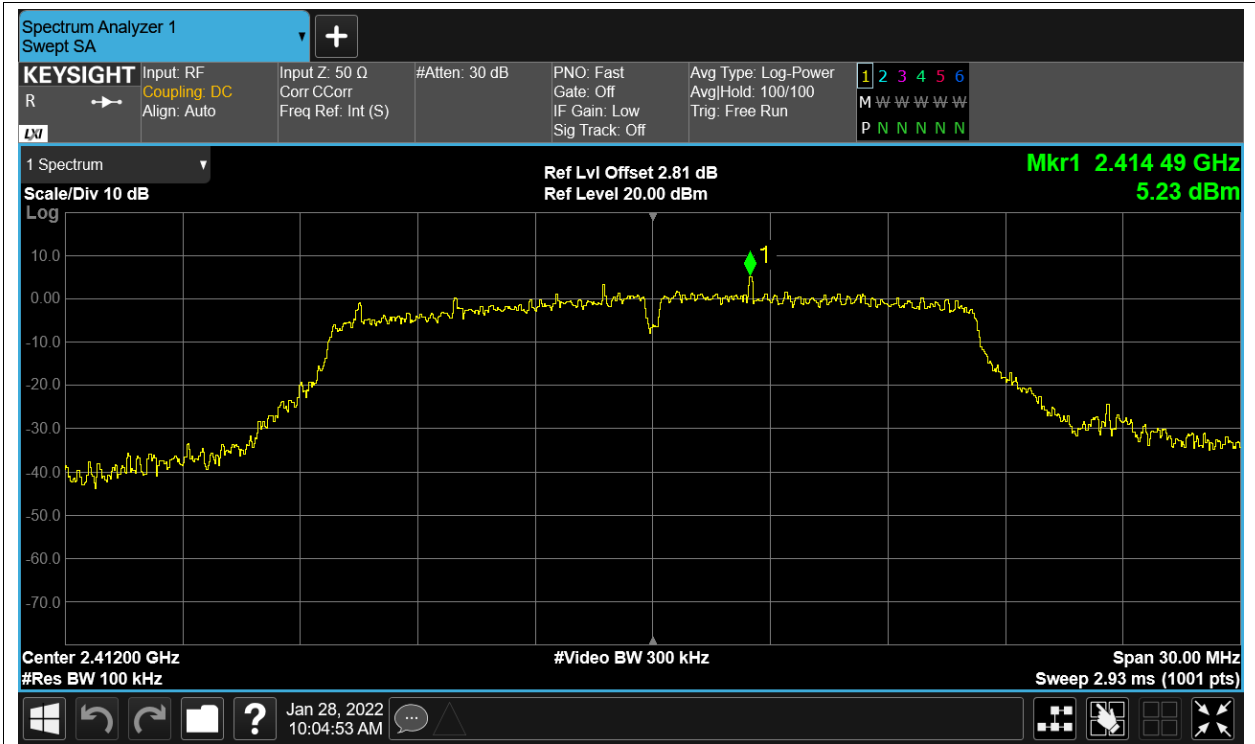 Spectrum Analyzer 1
Swept SA
KEYSIGHT
R
LXI
Input: RF
Coupling: DC
Align: Auto
Input Z: 50 Ω
Corr CCorr
Freq Ref: Int (S)
#Atten: 30 dB
PNO: Fast
Gate: Off
IF Gain: Low
Sig Track: Off
Avg Type: Log-Power
Avg|Hold: 100/100
Trig: Free Run
1 2 3 4 5 6
M W W W W W
P N N N N N
1 Spectrum
Scale/Div 10 dB
Log
Ref Lvl Offset 2.81 dB
Ref Level 20.00 dBm
Mkr1 2.414 49 GHz
5.23 dBm
1
10.0
0.00
-10.0
-20.0
-30.0
-40.0
-50.0
-60.0
-70.0
Center 2.41200 GHz
#Res BW 100 kHz
#Video BW 300 kHz
Span 30.00 MHz
Sweep 2.93 ms (1001 pts)
?
Jan 28, 2022
10:04:53 AM